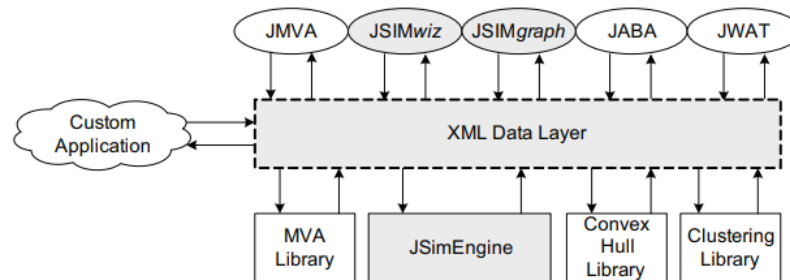 JMVA
JSIMwiz
JSIMgraph
JABA
JWAT
Custom
Application
XML Data Layer
MVA
Library
JSimEngine
Convex
Hull
Library
Clustering
Library